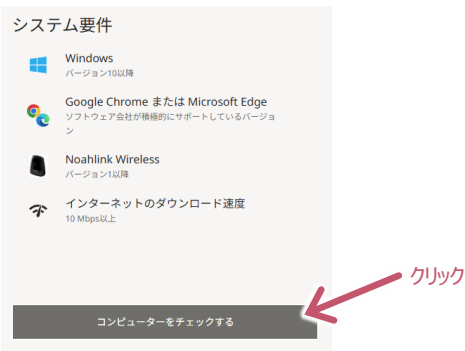 システム要件
Windows
バージョン10以降
Google Chrome または Microsoft Edge
ソフトウェア会社が積極的にサポートしているバージョ
ン
Noahlink Wireless
バージョン1以降
インターネットのダウンロード速度
10 Mbps以上
クリック
コンピューターをチェックする